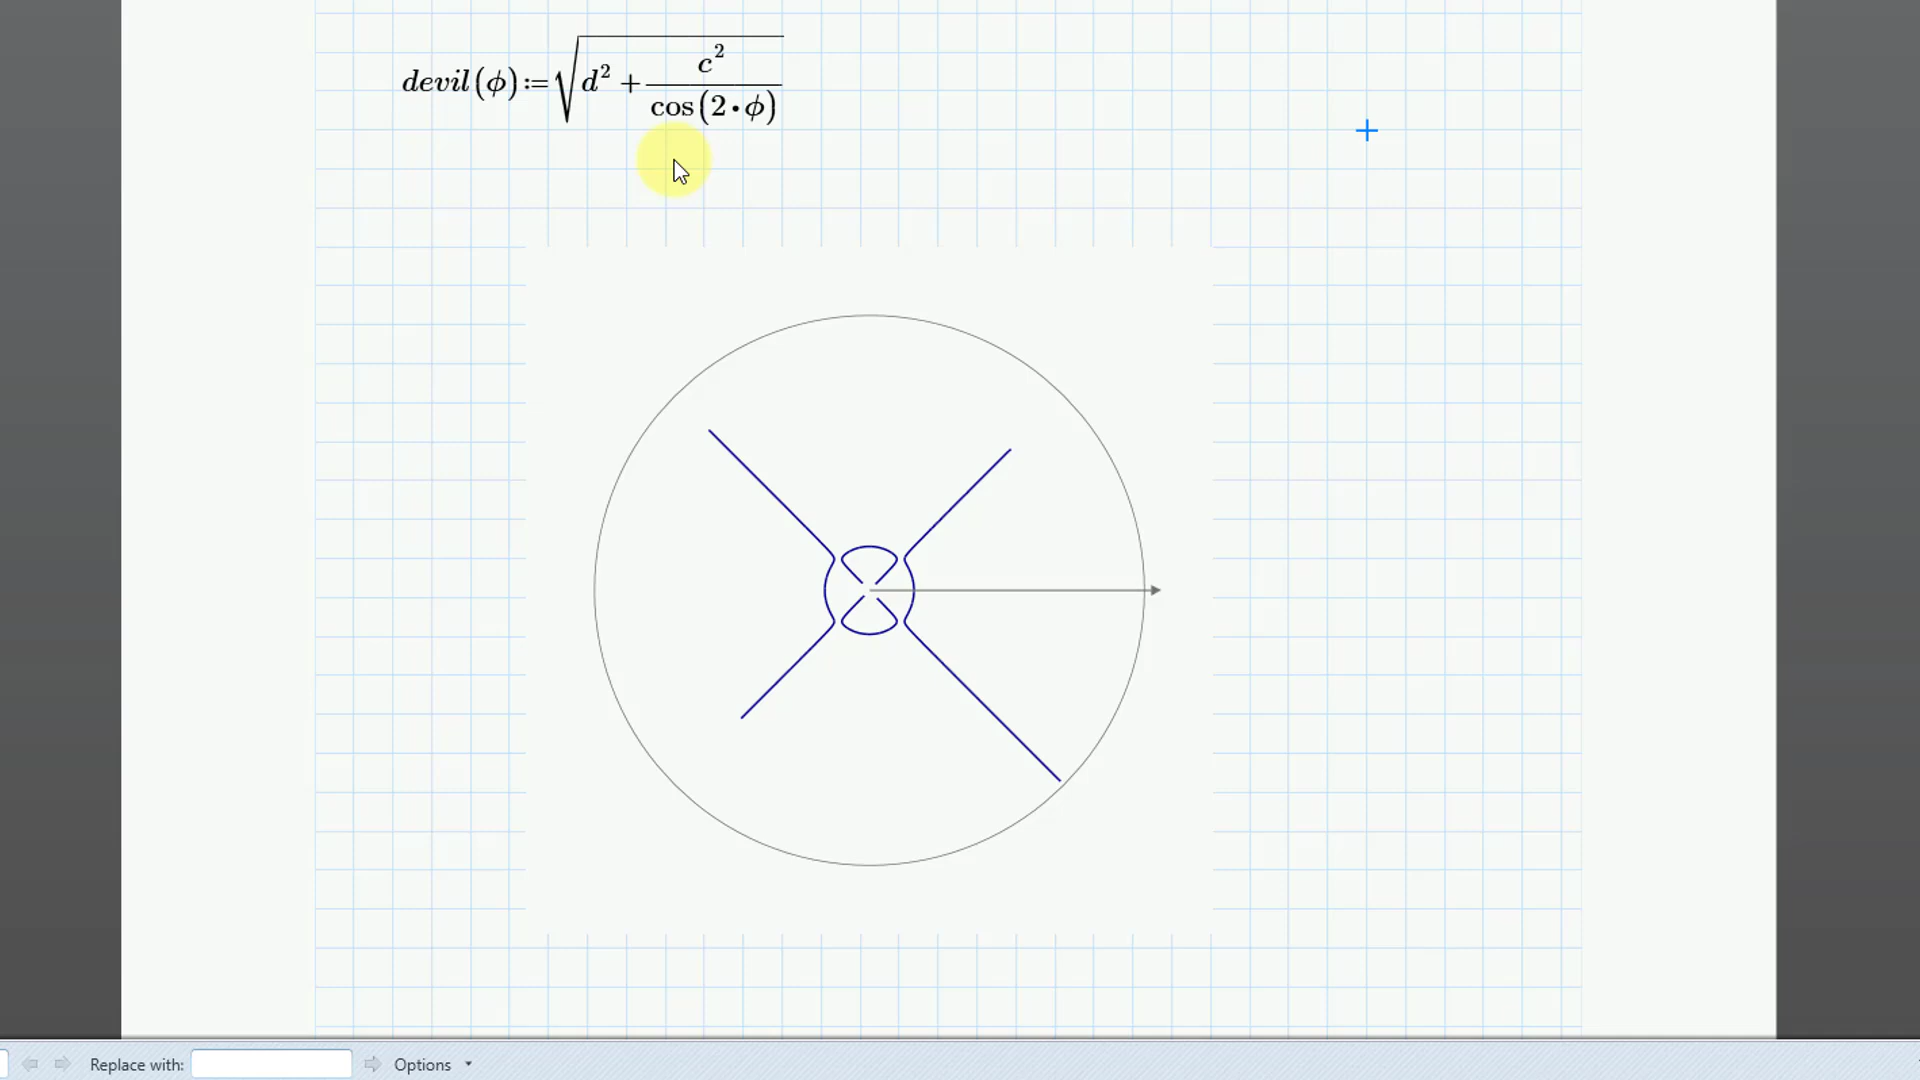 devil(ϕ):=√(d²+c²/cos(2•ϕ))
Replace with: Options